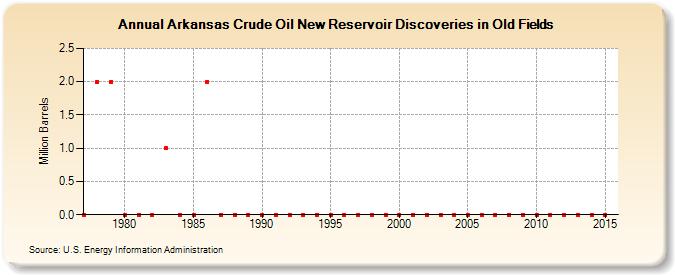 Annual Arkansas Crude Oil New Reservoir Discoveries in Old Fields
Million Barrels
2.5
2.0
1.5
1.0
0.5
0.0
1980 1985 1990 1995 2000 2005 2010 2015
Source: U.S. Energy Information Administration